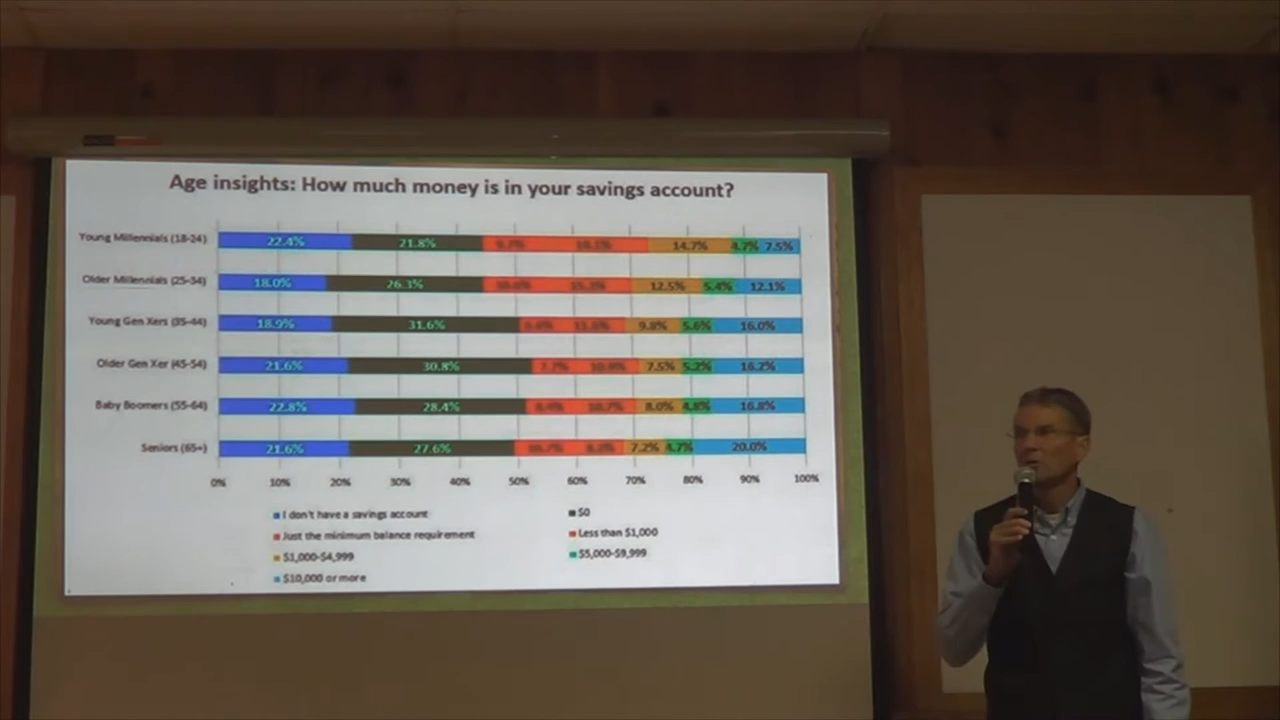 Age insights: How much money is in your savings account?
Young Millennials (18-24) 22.4% 21.8% 14.7% 4.7% 7.5%
Older Millennials (25-34) 18.0% 26.3% 12.5% 5.4% 12.1%
Young Gen Xers (35-44) 18.9% 31.6% 9.8% 5.6% 16.0%
Older Gen Xer (45-54) 21.6% 30.8% 7.5% 5.2% 16.2%
Baby Boomers (55-64) 22.8% 28.4% 8.0% 16.8%
Seniors (65+) 21.6% 27.6% 7.2% 4.7% 20.0%
0% 10% 20% 30% 40% 50% 60% 70% 80% 90% 100%
I don't have a savings account $0
Just the minimum balance requirement Less than $1,000
$1,000-$4,999 $5,000-$9,999
$10,000 or more